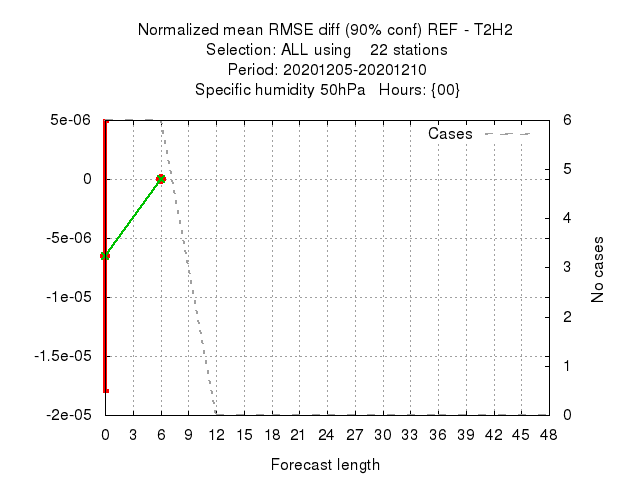 Normalized mean RMSE diff (90% conf) REF - T2H2
Selection: ALL using    22 stations
Period: 20201205-20201210
Specific humidity 50hPa   Hours: {00}
Cases
5e-06
0
-5e-06
-1e-05
-1.5e-05
-2e-05
6
5
4
3
2
1
0
No cases
0 3 6 9 12 15 18 21 24 27 30 33 36 39 42 45 48
Forecast length